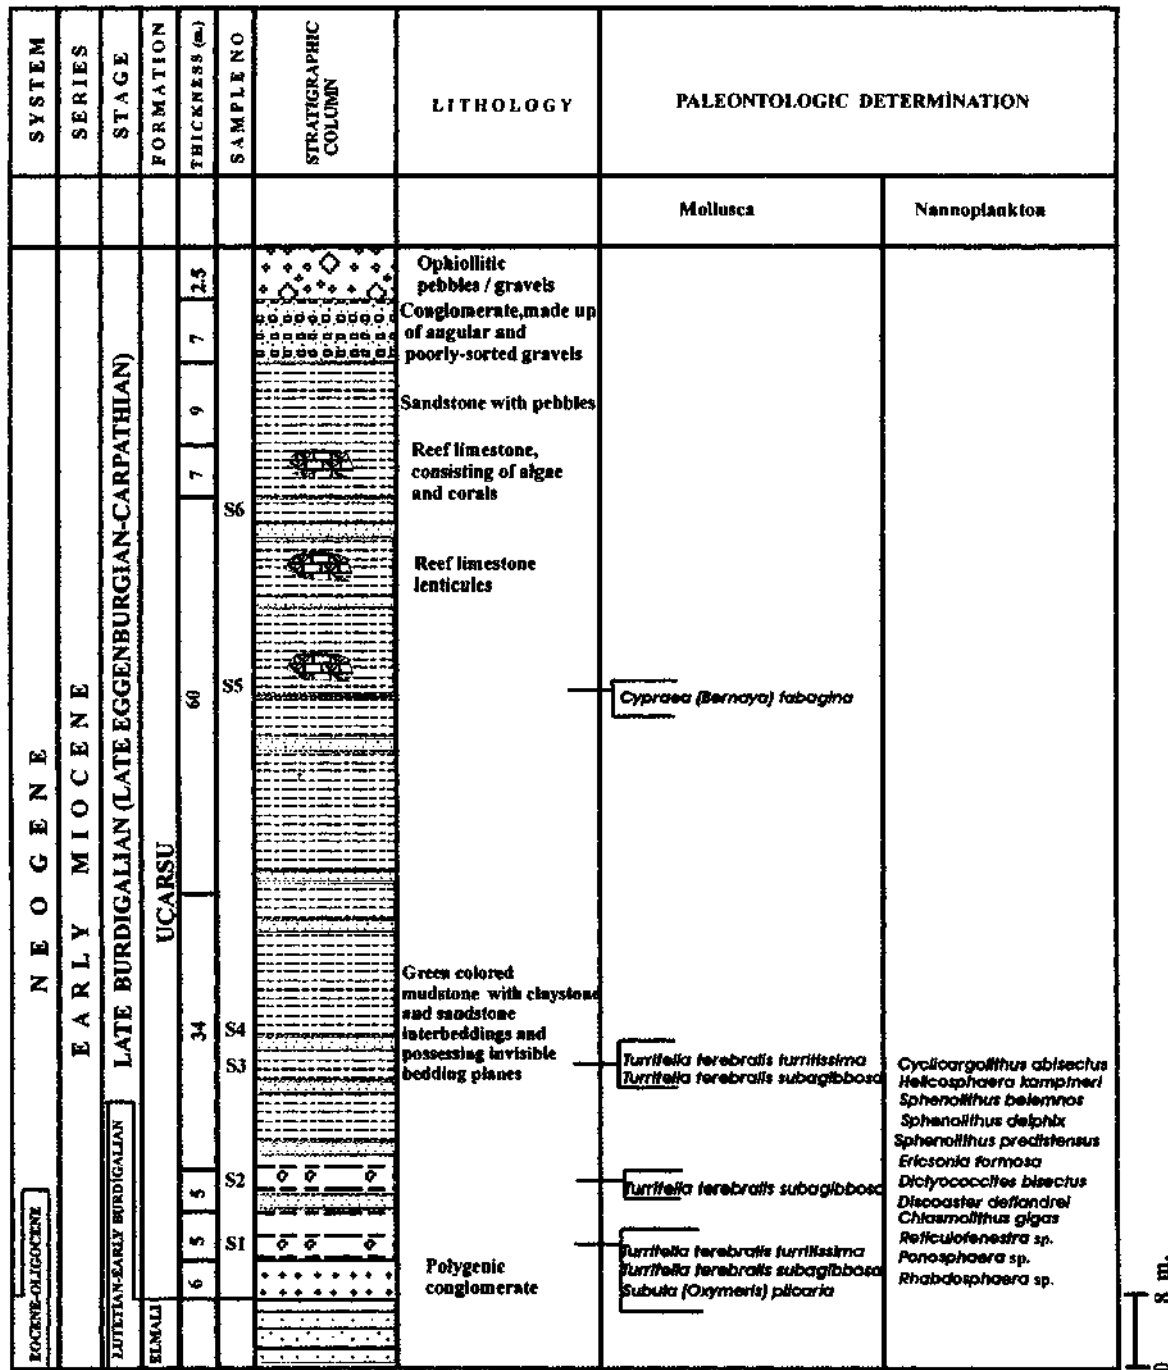 SYSTEM
SERIES
STAGE
FORMATION
THICKNESS (m.)
SAMPLE NO
STRATIGRAPHIC
COLUMN
LITHOLOGY
PALEONTOLOGIC DETERMİNATION
Mollusca
Nannoplankton
NEOGENE
EOCENE-OLIGOCENE
EARLY MIOCENE
LATE BURDIGALIAN (LATE EGGENBURGIAN-CARPATHIAN)
LUTETIAN-EARLY BURDIGALIAN
UÇARSU
ELMALI
2.5
7
9
7
60
34
5
5
6
S6
S5
S4
S3
S2
S1
Ophiolitic
pebbles / gravels
Conglomerate,made up
of angular and
poorly-sorted gravels
Sandstone with pebbles
Reef limestone,
consisting of algae
and corals
Reef limestone
lenticules
Green colored
mudstone with claystone
and sandstone
interbeddings and
possessing invisible
bedding planes
Polygenic
conglomerate
Cypraea (Bernaya) fabagina
Turritella terebralis turritissima
Turritella terebralis subagibbosa
Turritella terebralis subagibbosa
Turritella terebralis turritissima
Turritella terebralis subagibbosa
Subula (Oxymeris) plicaria
Cyclicargolithus abisectus
Helicosphaera kamptneri
Sphenolithus belemnos
Sphenolithus delphix
Sphenolithus predistensus
Ericsonia formosa
Dictyococcites bisectus
Discoaster deflandrei
Chiasmolithus gigas
Reticulofenestra sp.
Ponosphaera sp.
Rhabdosphaera sp.
0 8 m.